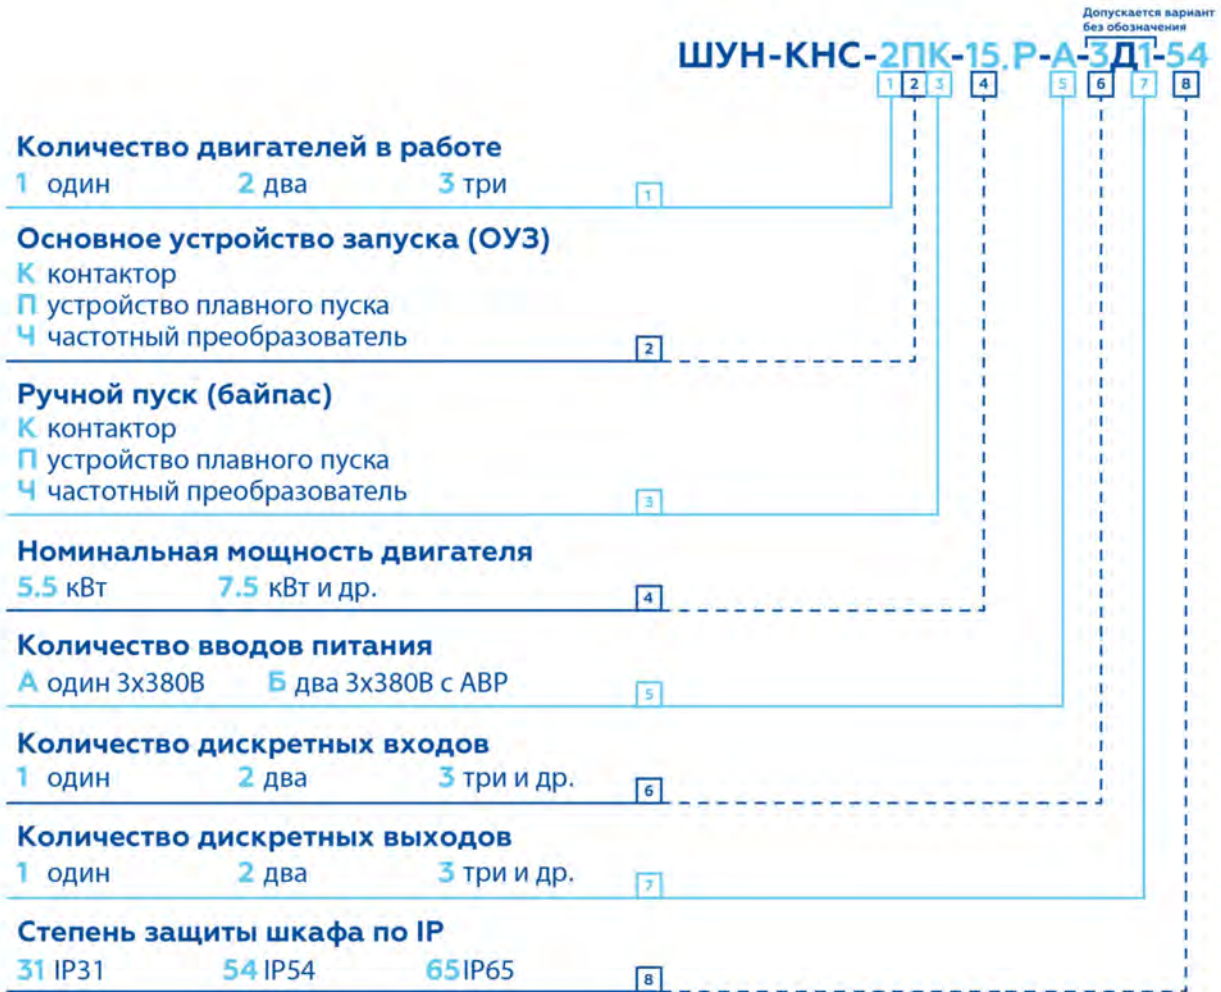 Допускается вариант
без обозначения
ШУН-КНС-2ПК-15.Р-А-3Д1-54
1 2 3 4 5 6 7 8
Количество двигателей в работе
1 один 2 два 3 три
1
Основное устройство запуска (ОУЗ)
К контактор
П устройство плавного пуска
Ч частотный преобразователь
2
Ручной пуск (байпас)
К контактор
П устройство плавного пуска
Ч частотный преобразователь
3
Номинальная мощность двигателя
5.5 кВт 7.5 кВт и др.
4
Количество вводов питания
А один 3х380В Б два 3х380В с АВР
5
Количество дискретных входов
1 один 2 два 3 три и др.
6
Количество дискретных выходов
1 один 2 два 3 три и др.
7
Степень защиты шкафа по IP
31 IP31 54 IP54 65 IP65
8